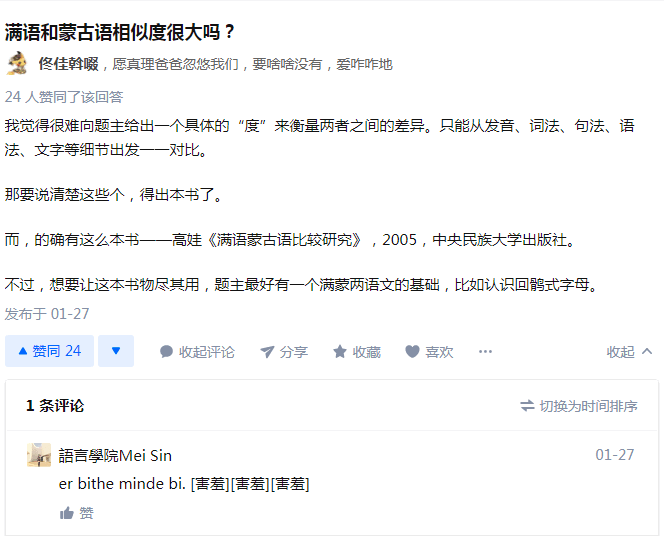 满语和蒙古语相似度很大吗？
佟佳斡啜，愿真理爸爸忽悠我们，要啥啥没有，爱咋咋地
24 人赞同了该回答
我觉得很难向题主给出一个具体的“度”来衡量两者之间的差异。只能从发音、词法、句法、语
法、文字等细节出发一一对比。
那要说清楚这些个，得出本书了。
而，的确有这么本书——高娃《满语蒙古语比较研究》，2005，中央民族大学出版社。
不过，想要让这本书物尽其用，题主最好有一个满蒙两语文的基础，比如认识回鹘式字母。
发布于 01-27
赞同 24
收起评论
分享
收藏
喜欢
收起
1 条评论
切换为时间排序
語言學院Mei Sin
01-27
er bithe minde bi. [害羞][害羞][害羞]
赞